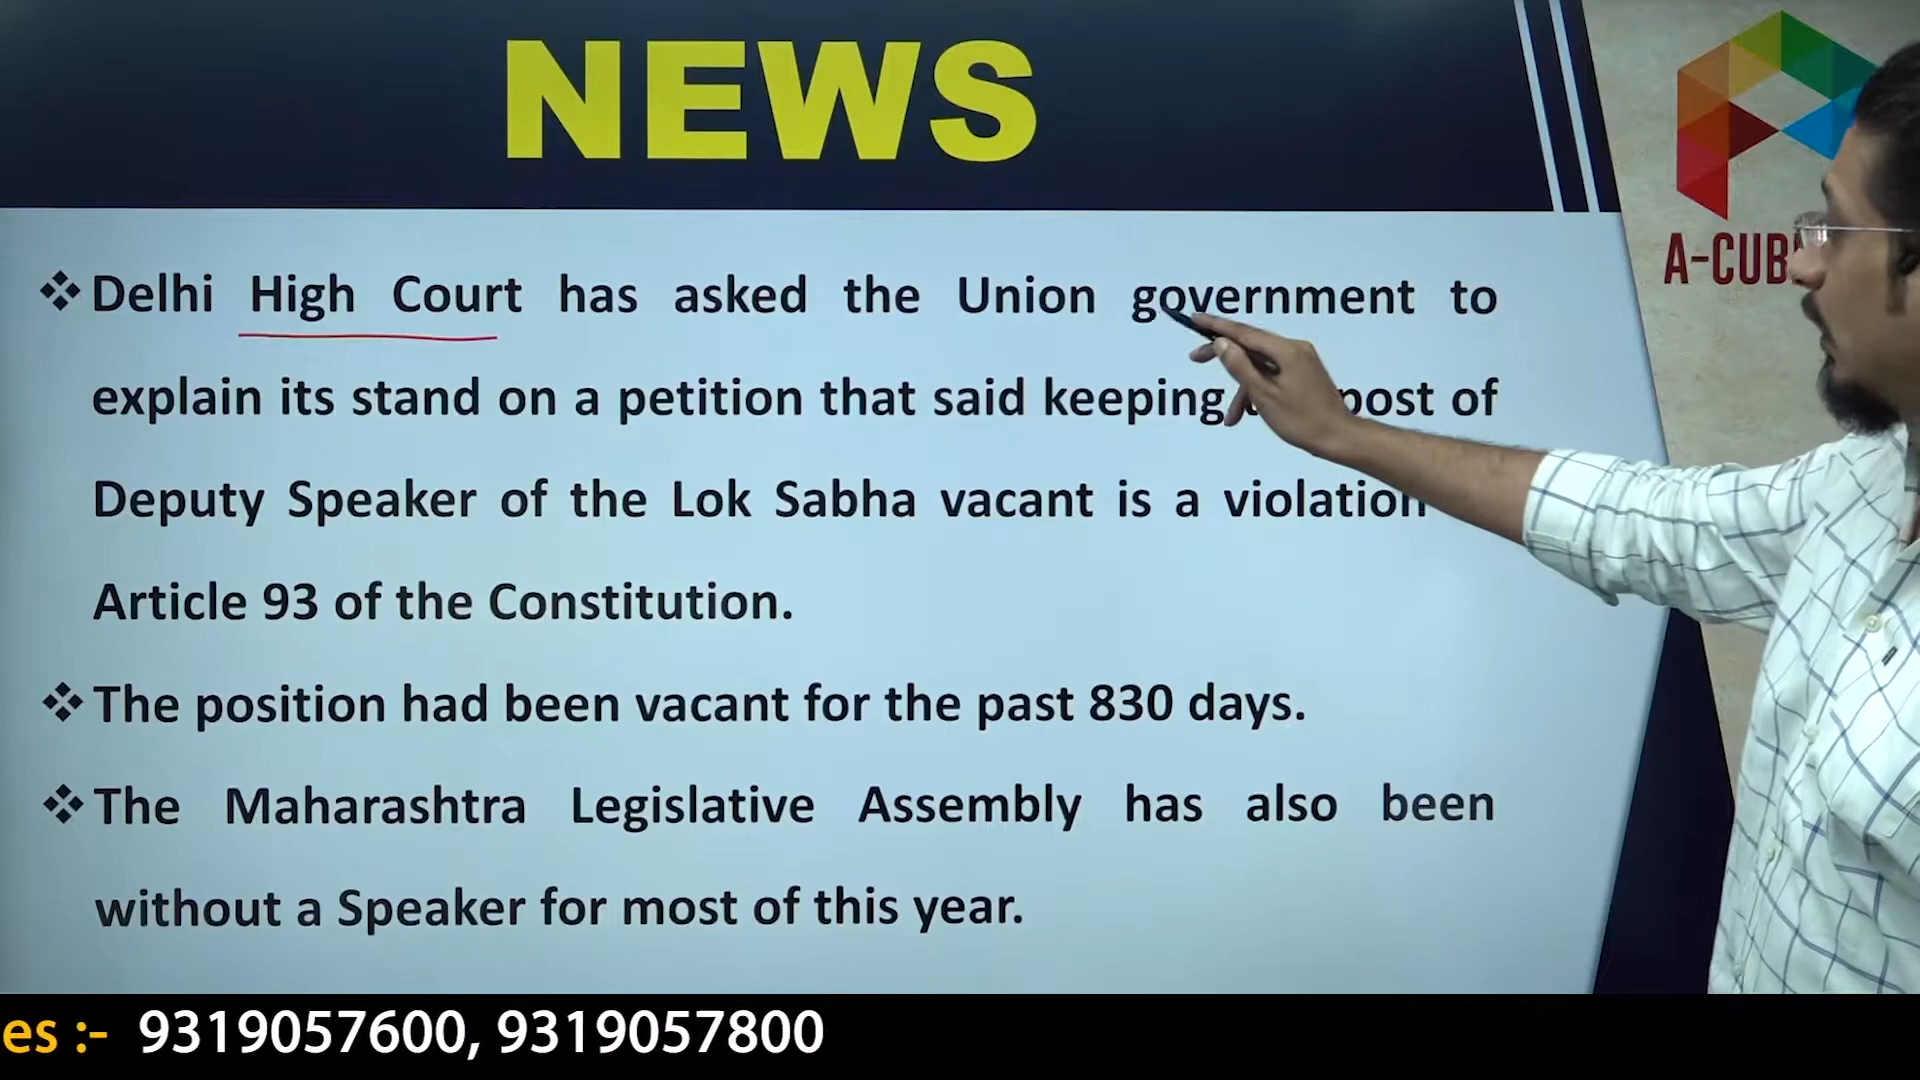 NEWS
A-CUB
❖ Delhi High Court has asked the Union government to
explain its stand on a petition that said keeping post of
Deputy Speaker of the Lok Sabha vacant is a violation
Article 93 of the Constitution.
❖ The position had been vacant for the past 830 days.
❖ The Maharashtra Legislative Assembly has also been
without a Speaker for most of this year.
es :- 9319057600, 9319057800